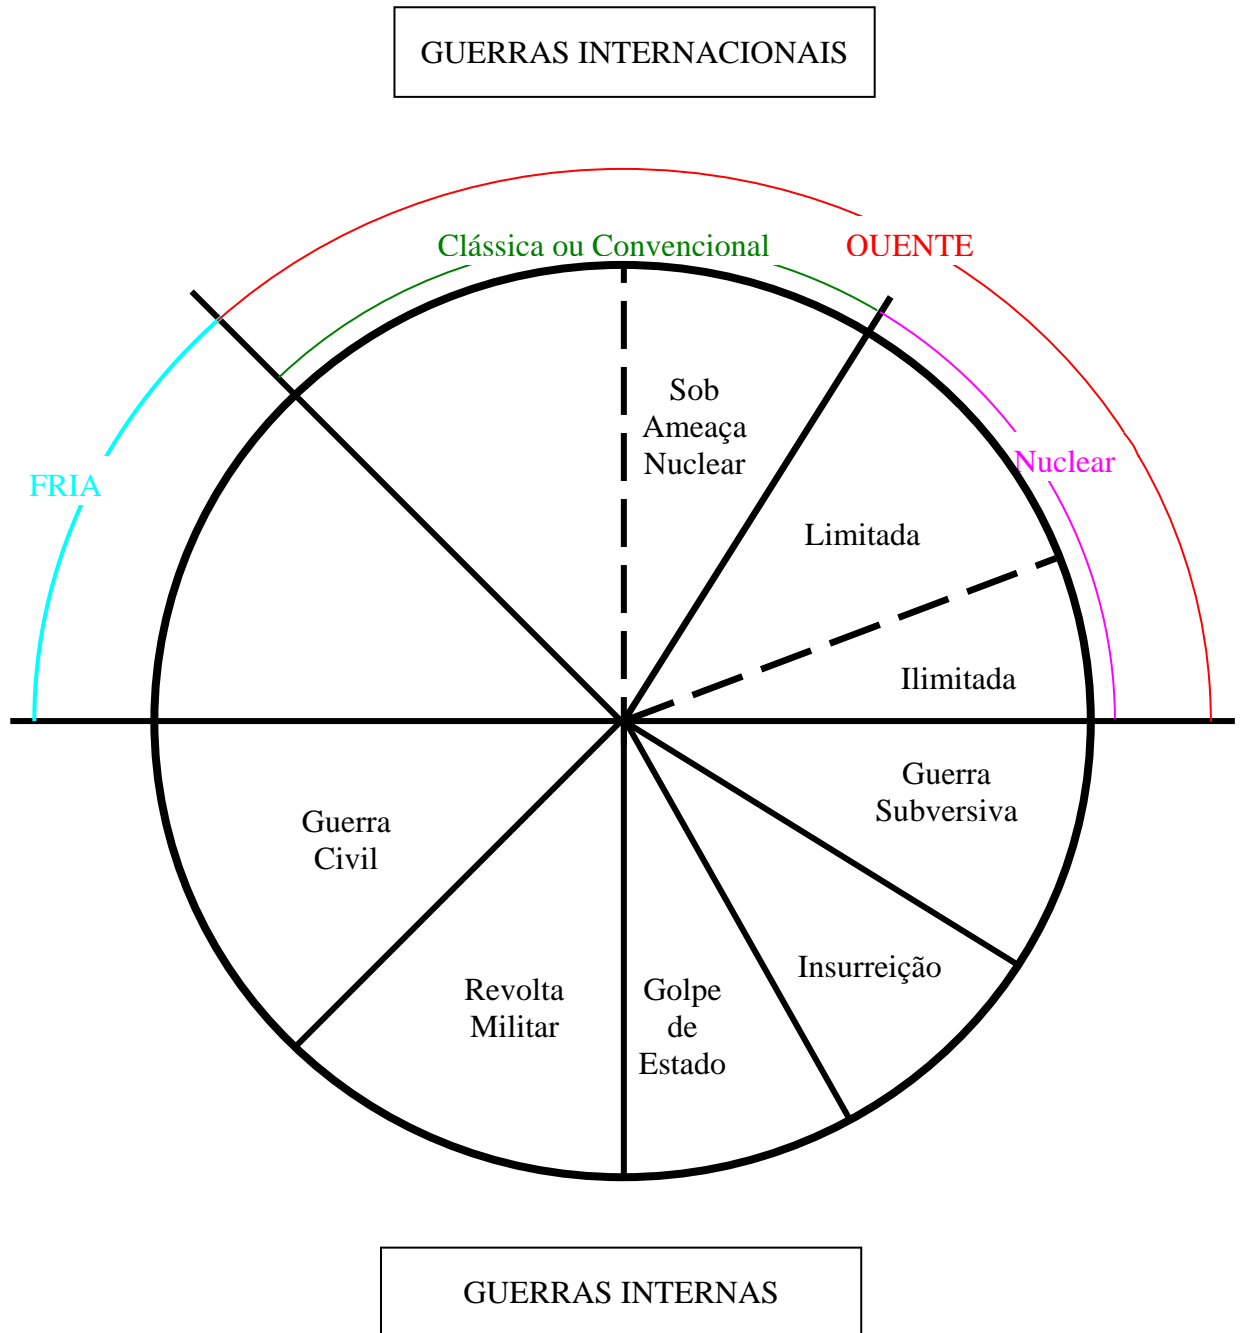 GUERRAS INTERNACIONAIS
Clássica ou Convencional
OUENTE
Sob
Ameaça
Nuclear
Nuclear
FRIA
Limitada
Ilimitada
Guerra
Subversiva
Guerra
Civil
Insurreição
Revolta
Militar
Golpe
de
Estado
GUERRAS INTERNAS